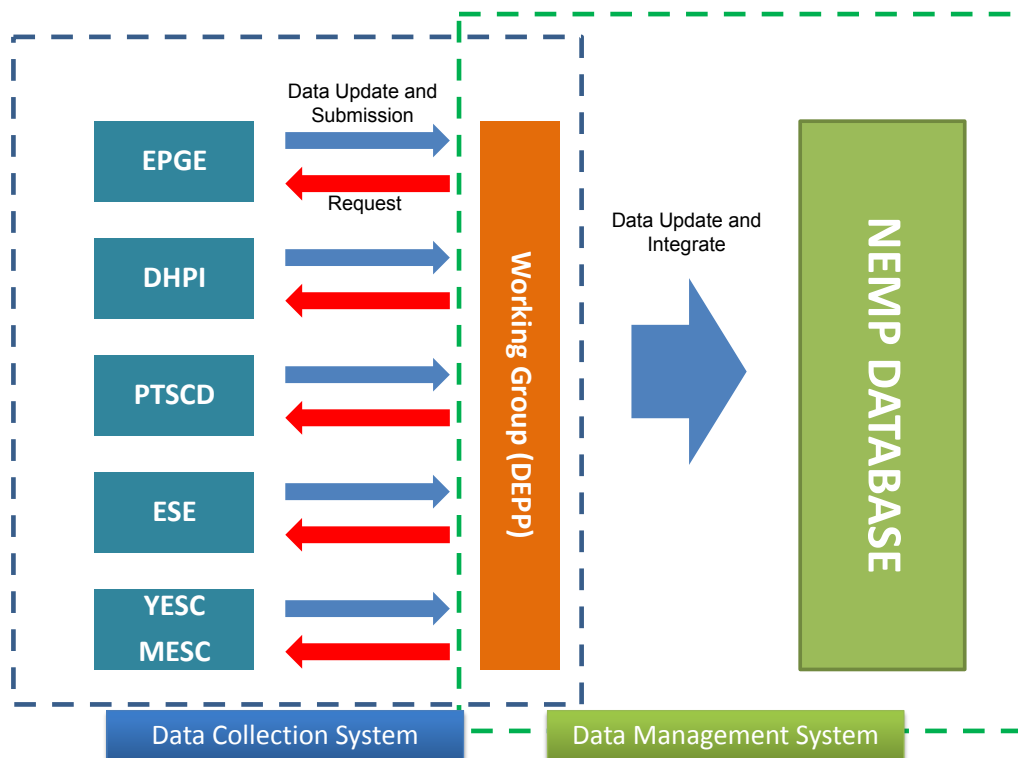 Data Update and
Submission
EPGE
Request
DHPI
PTSCD
ESE
YESC
MESC
Working Group (DEPP)
Data Update and
Integrate
NEMP DATABASE
Data Collection System
Data Management System